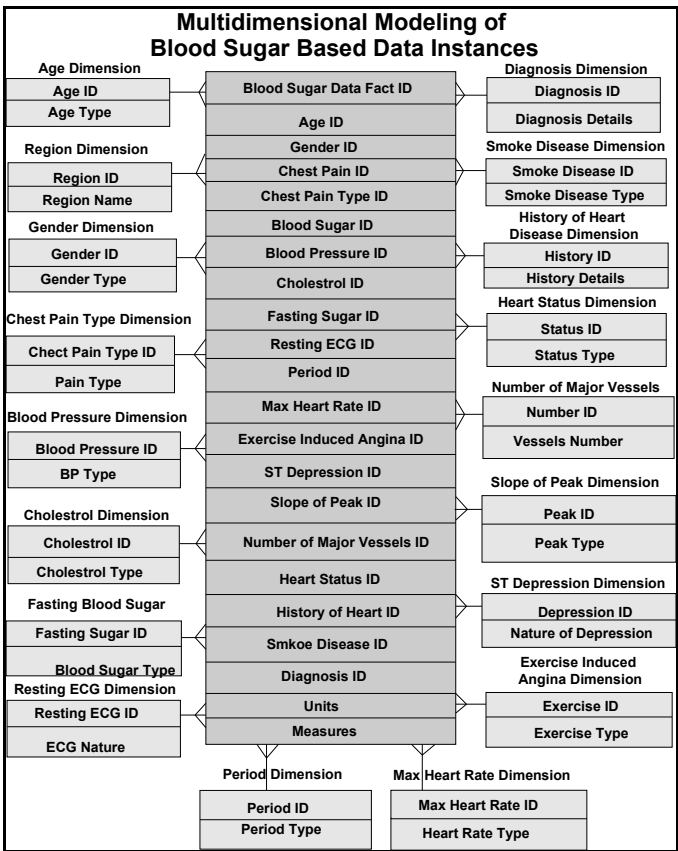 Multidimensional Modeling of
Blood Sugar Based Data Instances
Age Dimension
Age ID
Age Type
Region Dimension
Region ID
Region Name
Gender Dimension
Gender ID
Gender Type
Chest Pain Type Dimension
Chect Pain Type ID
Pain Type
Blood Pressure Dimension
Blood Pressure ID
BP Type
Cholestrol Dimension
Cholestrol ID
Cholestrol Type
Fasting Blood Sugar
Fasting Sugar ID
Blood Sugar Type
Resting ECG Dimension
Resting ECG ID
ECG Nature
Blood Sugar Data Fact ID
Age ID
Gender ID
Chest Pain ID
Chest Pain Type ID
Blood Sugar ID
Blood Pressure ID
Cholestrol ID
Fasting Sugar ID
Resting ECG ID
Period ID
Max Heart Rate ID
Exercise Induced Angina ID
ST Depression ID
Slope of Peak ID
Number of Major Vessels ID
Heart Status ID
History of Heart ID
Smkoe Disease ID
Diagnosis ID
Units
Measures
Diagnosis Dimension
Diagnosis ID
Diagnosis Details
Smoke Disease Dimension
Smoke Disease ID
Smoke Disease Type
History of Heart
Disease Dimension
History ID
History Details
Heart Status Dimension
Status ID
Status Type
Number of Major Vessels
Number ID
Vessels Number
Slope of Peak Dimension
Peak ID
Peak Type
ST Depression Dimension
Depression ID
Nature of Depression
Exercise Induced
Angina Dimension
Exercise ID
Exercise Type
Period Dimension
Period ID
Period Type
Max Heart Rate Dimension
Max Heart Rate ID
Heart Rate Type